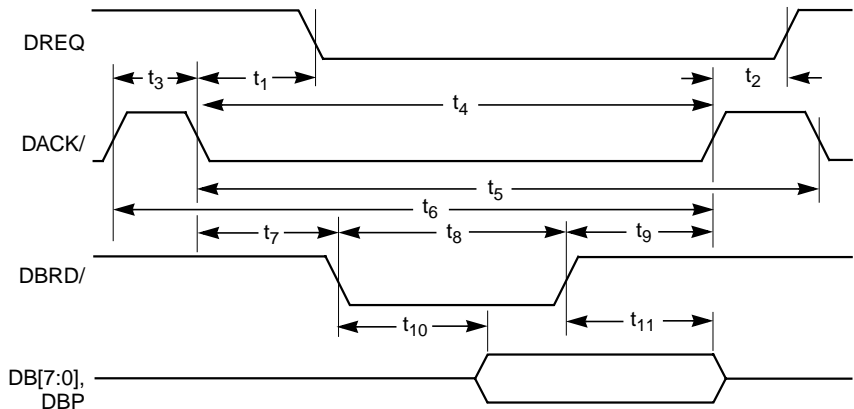 DREQ
t3
t1
t2
t4
DACK/
t5
t6
t7
t8
t9
DBRD/
t10
t11
DB[7:0],
DBP